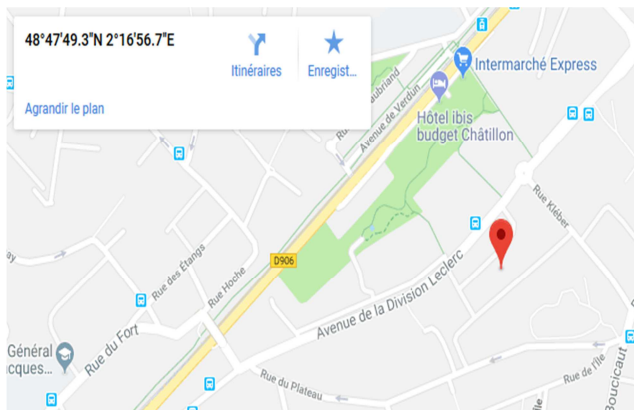 48°47'49.3"N 2°16'56.7"E
Itinéraires
Enregist...
Agrandir le plan
Intermarché Express
Avenue de Verdun
Hôtel ibis
budget Châtillon
Rue Kléber
D906
Rue des Étangs
Rue Hoche
Avenue de la Division Leclerc
Rue du Fort
Général
cques...
Rue du Plateau
Rue de l'Île
Boucicaut